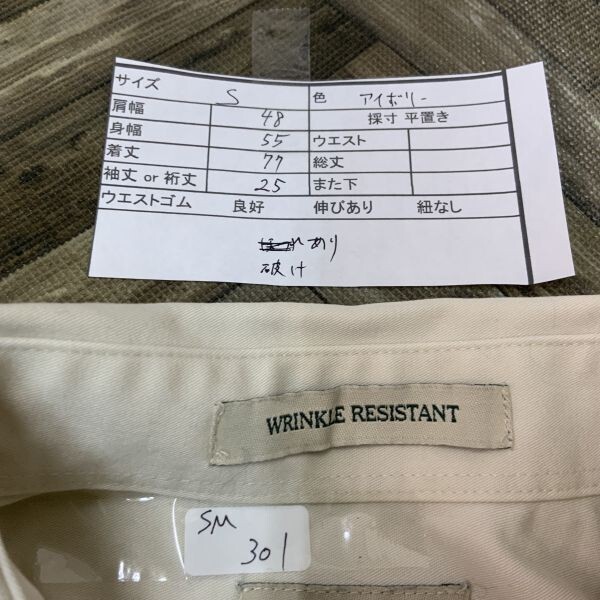 サイズ S 色 アイボリー
肩幅 48 採寸 平置き
身幅 55 ウエスト
着丈 77 総丈
袖丈 or 裄丈 25 また下
ウエストゴム 良好 伸びあり 紐なし
れあり
破け
WRINKLE RESISTANT
SM
301